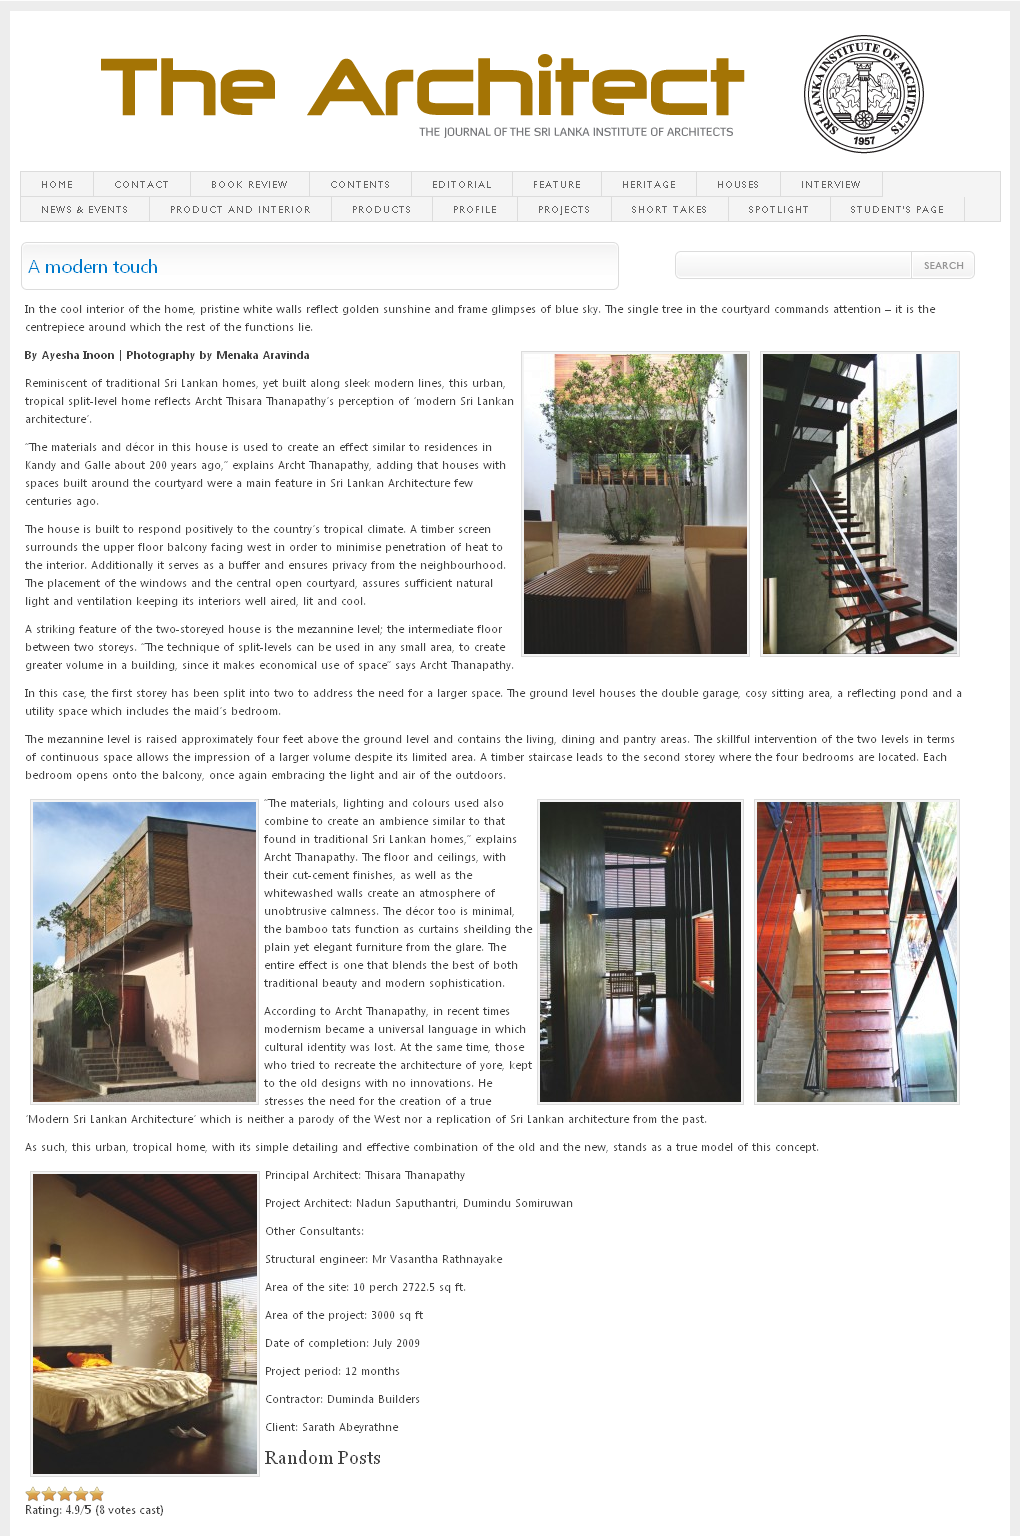 The Architect
THE JOURNAL OF THE SRI LANKA INSTITUTE OF ARCHITECTS
SRI LANKA INSTITUTE OF ARCHITECTS
1957
HOME CONTACT BOOK REVIEW CONTENTS EDITORIAL FEATURE HERITAGE HOUSES INTERVIEW
NEWS & EVENTS PRODUCT AND INTERIOR PRODUCTS PROFILE PROJECTS SHORT TAKES SPOTLIGHT STUDENT'S PAGE
A modern touch
SEARCH
In the cool interior of the home, pristine white walls reflect golden sunshine and frame glimpses of blue sky. The single tree in the courtyard commands attention – it is the
centrepiece around which the rest of the functions lie.
By Ayesha Inoon | Photography by Menaka Aravinda
Reminiscent of traditional Sri Lankan homes, yet built along sleek modern lines, this urban,
tropical split-level home reflects Archt Thisara Thanapathy's perception of 'modern Sri Lankan
architecture'.
"The materials and décor in this house is used to create an effect similar to residences in
Kandy and Galle about 200 years ago," explains Archt Thanapathy, adding that houses with
spaces built around the courtyard were a main feature in Sri Lankan Architecture few
centuries ago.
The house is built to respond positively to the country's tropical climate. A timber screen
surrounds the upper floor balcony facing west in order to minimise penetration of heat to
the interior. Additionally it serves as a buffer and ensures privacy from the neighbourhood.
The placement of the windows and the central open courtyard, assures sufficient natural
light and ventilation keeping its interiors well aired, lit and cool.
A striking feature of the two-storeyed house is the mezannine level; the intermediate floor
between two storeys. "The technique of split-levels can be used in any small area, to create
greater volume in a building, since it makes economical use of space" says Archt Thanapathy.
In this case, the first storey has been split into two to address the need for a larger space. The ground level houses the double garage, cosy sitting area, a reflecting pond and a
utility space which includes the maid's bedroom.
The mezannine level is raised approximately four feet above the ground level and contains the living, dining and pantry areas. The skillful intervention of the two levels in terms
of continuous space allows the impression of a larger volume despite its limited area. A timber staircase leads to the second storey where the four bedrooms are located. Each
bedroom opens onto the balcony, once again embracing the light and air of the outdoors.
"The materials, lighting and colours used also
combine to create an ambience similar to that
found in traditional Sri Lankan homes," explains
Archt Thanapathy. The floor and ceilings, with
their cut-cement finishes, as well as the
whitewashed walls create an atmosphere of
unobtrusive calmness. The décor too is minimal,
the bamboo tats function as curtains sheilding the
plain yet elegant furniture from the glare. The
entire effect is one that blends the best of both
traditional beauty and modern sophistication.
According to Archt Thanapathy, in recent times
modernism became a universal language in which
cultural identity was lost. At the same time, those
who tried to recreate the architecture of yore, kept
to the old designs with no innovations. He
stresses the need for the creation of a true
'Modern Sri Lankan Architecture' which is neither a parody of the West nor a replication of Sri Lankan architecture from the past.
As such, this urban, tropical home, with its simple detailing and effective combination of the old and the new, stands as a true model of this concept.
Principal Architect: Thisara Thanapathy
Project Architect: Nadun Saputhantri, Dumindu Somiruwan
Other Consultants:
Structural engineer: Mr Vasantha Rathnayake
Area of the site: 10 perch 2722.5 sq ft.
Area of the project: 3000 sq ft
Date of completion: July 2009
Project period: 12 months
Contractor: Duminda Builders
Client: Sarath Abeyrathne
Random Posts
Rating: 4.9/5 (8 votes cast)